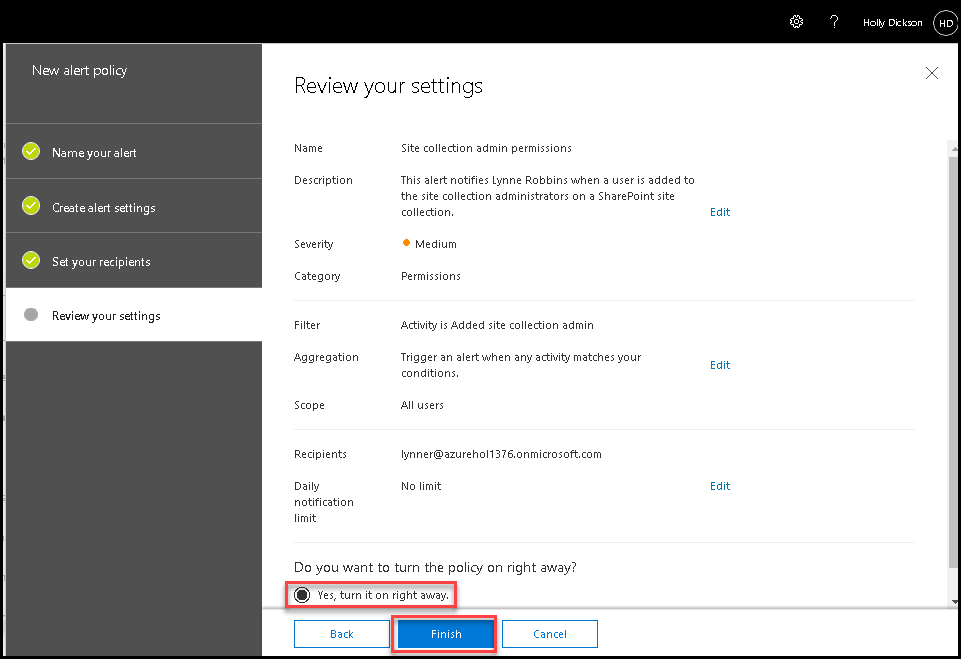 Holly Dickson
HD
New alert policy
Name your alert
Create alert settings
Set your recipients
Review your settings
Review your settings
Name Site collection admin permissions
Description This alert notifies Lynne Robbins when a user is added to
the site collection administrators on a SharePoint site
collection. Edit
Severity Medium
Category Permissions
Filter Activity is Added site collection admin
Aggregation Trigger an alert when any activity matches your
conditions. Edit
Scope All users
Recipients lynner@azurehol1376.onmicrosoft.com
Daily No limit Edit
notification
limit
Do you want to turn the policy on right away?
Yes, turn it on right away.
Back Finish Cancel